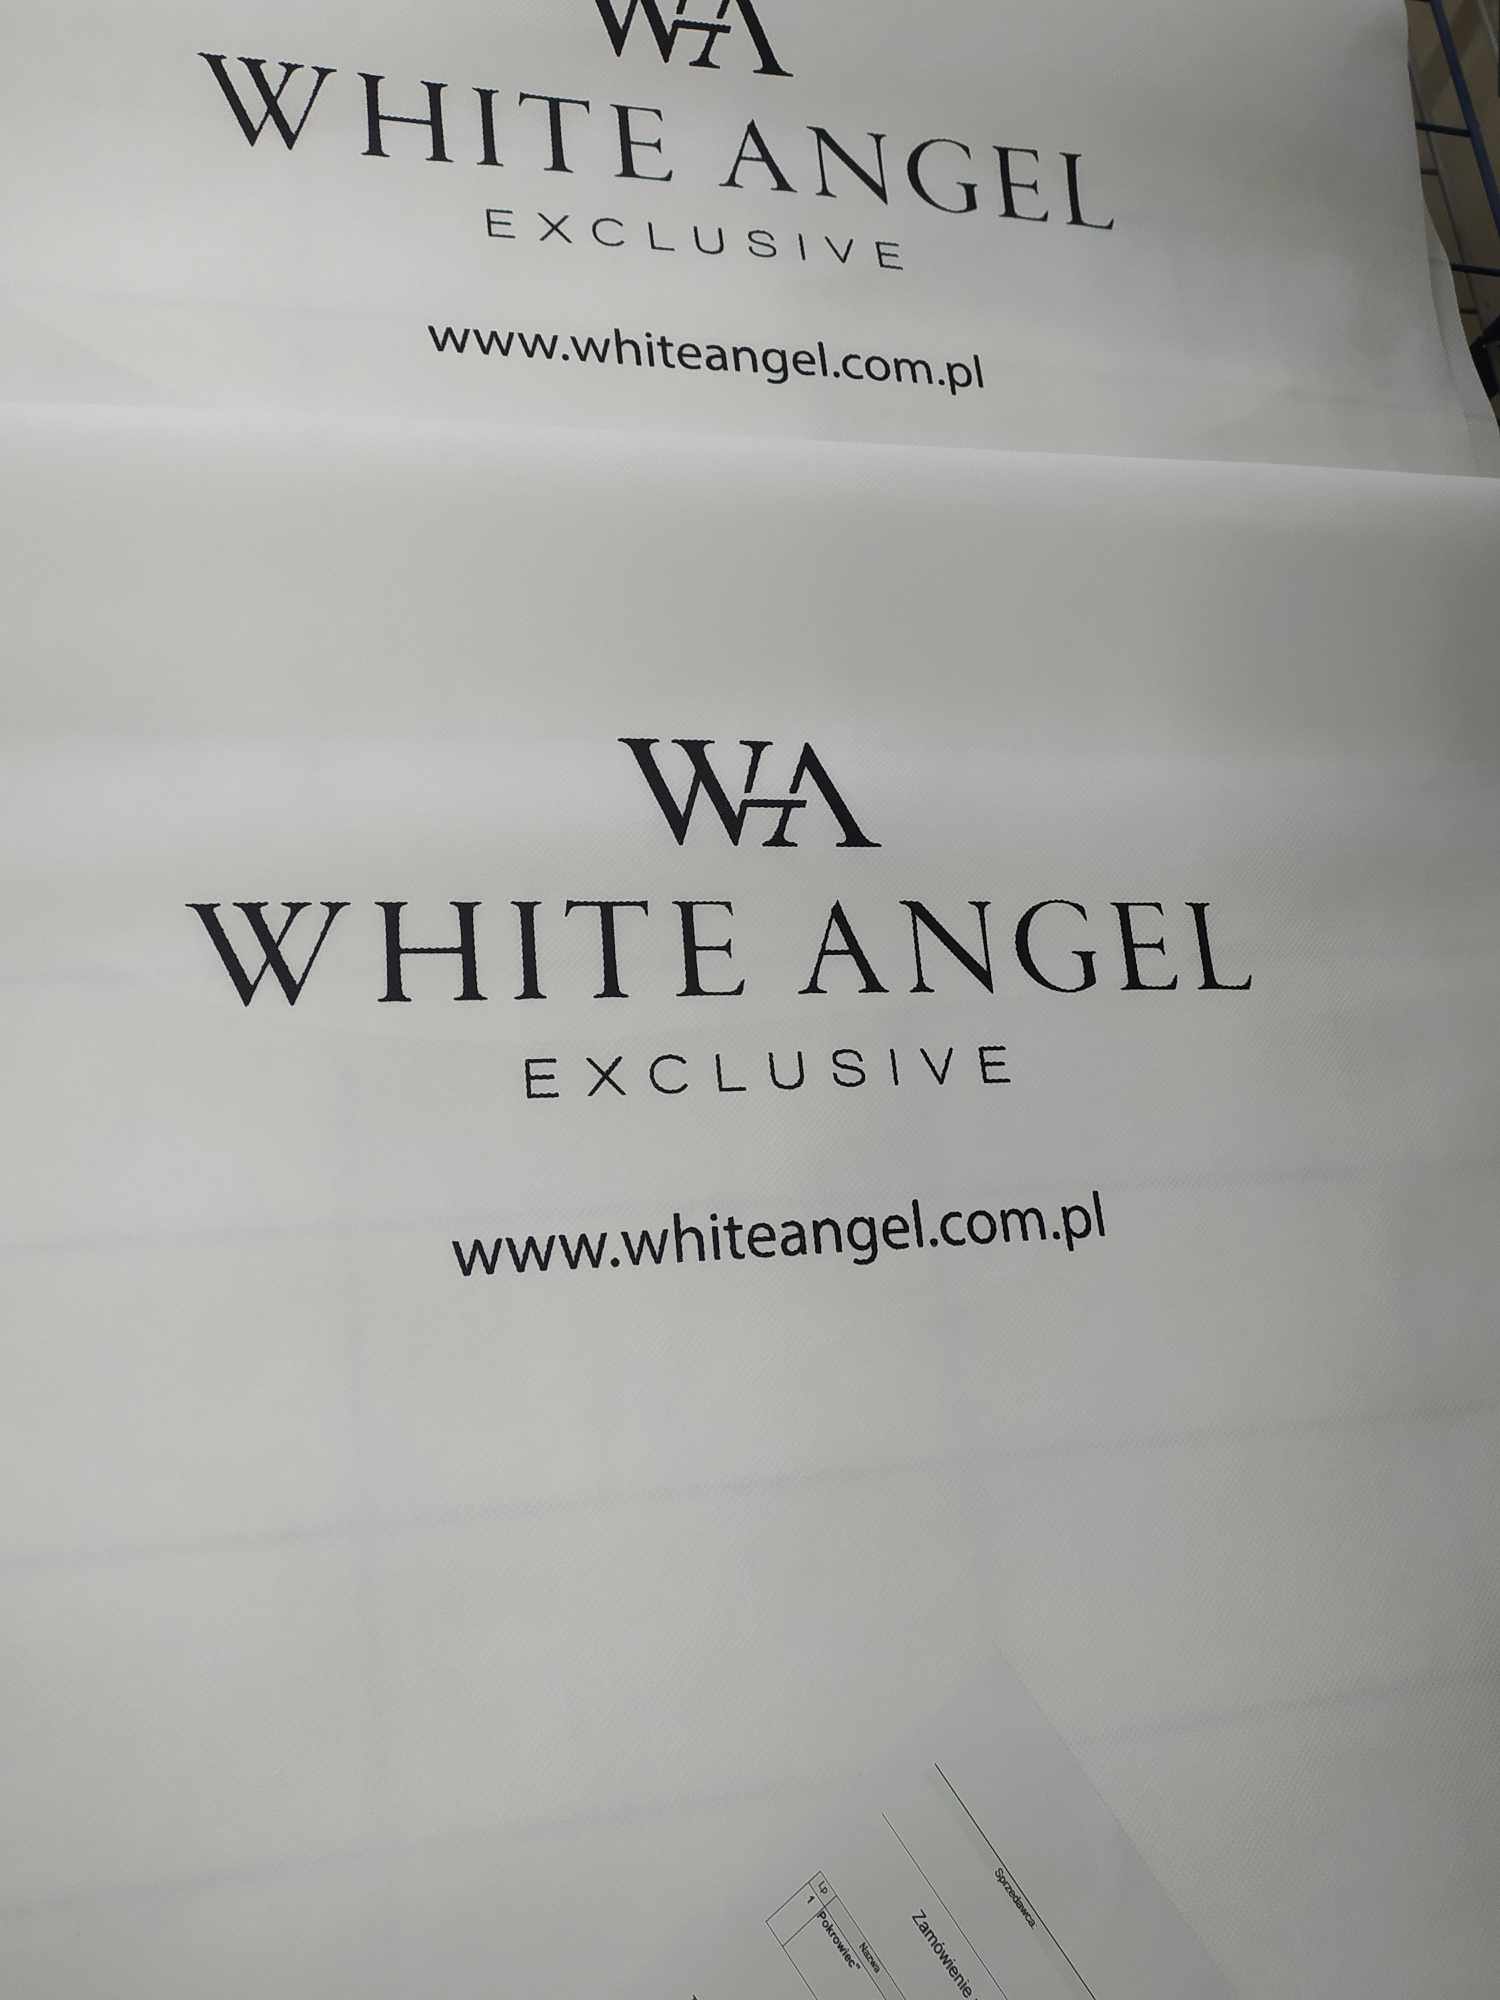 WA
WHITE ANGEL
EXCLUSIVE
www.whiteangel.com.pl
WA
WHITE ANGEL
EXCLUSIVE
www.whiteangel.com.pl
Sprzedawca
Zamówienie
Lp Nazwa
1 Pokrowiec"